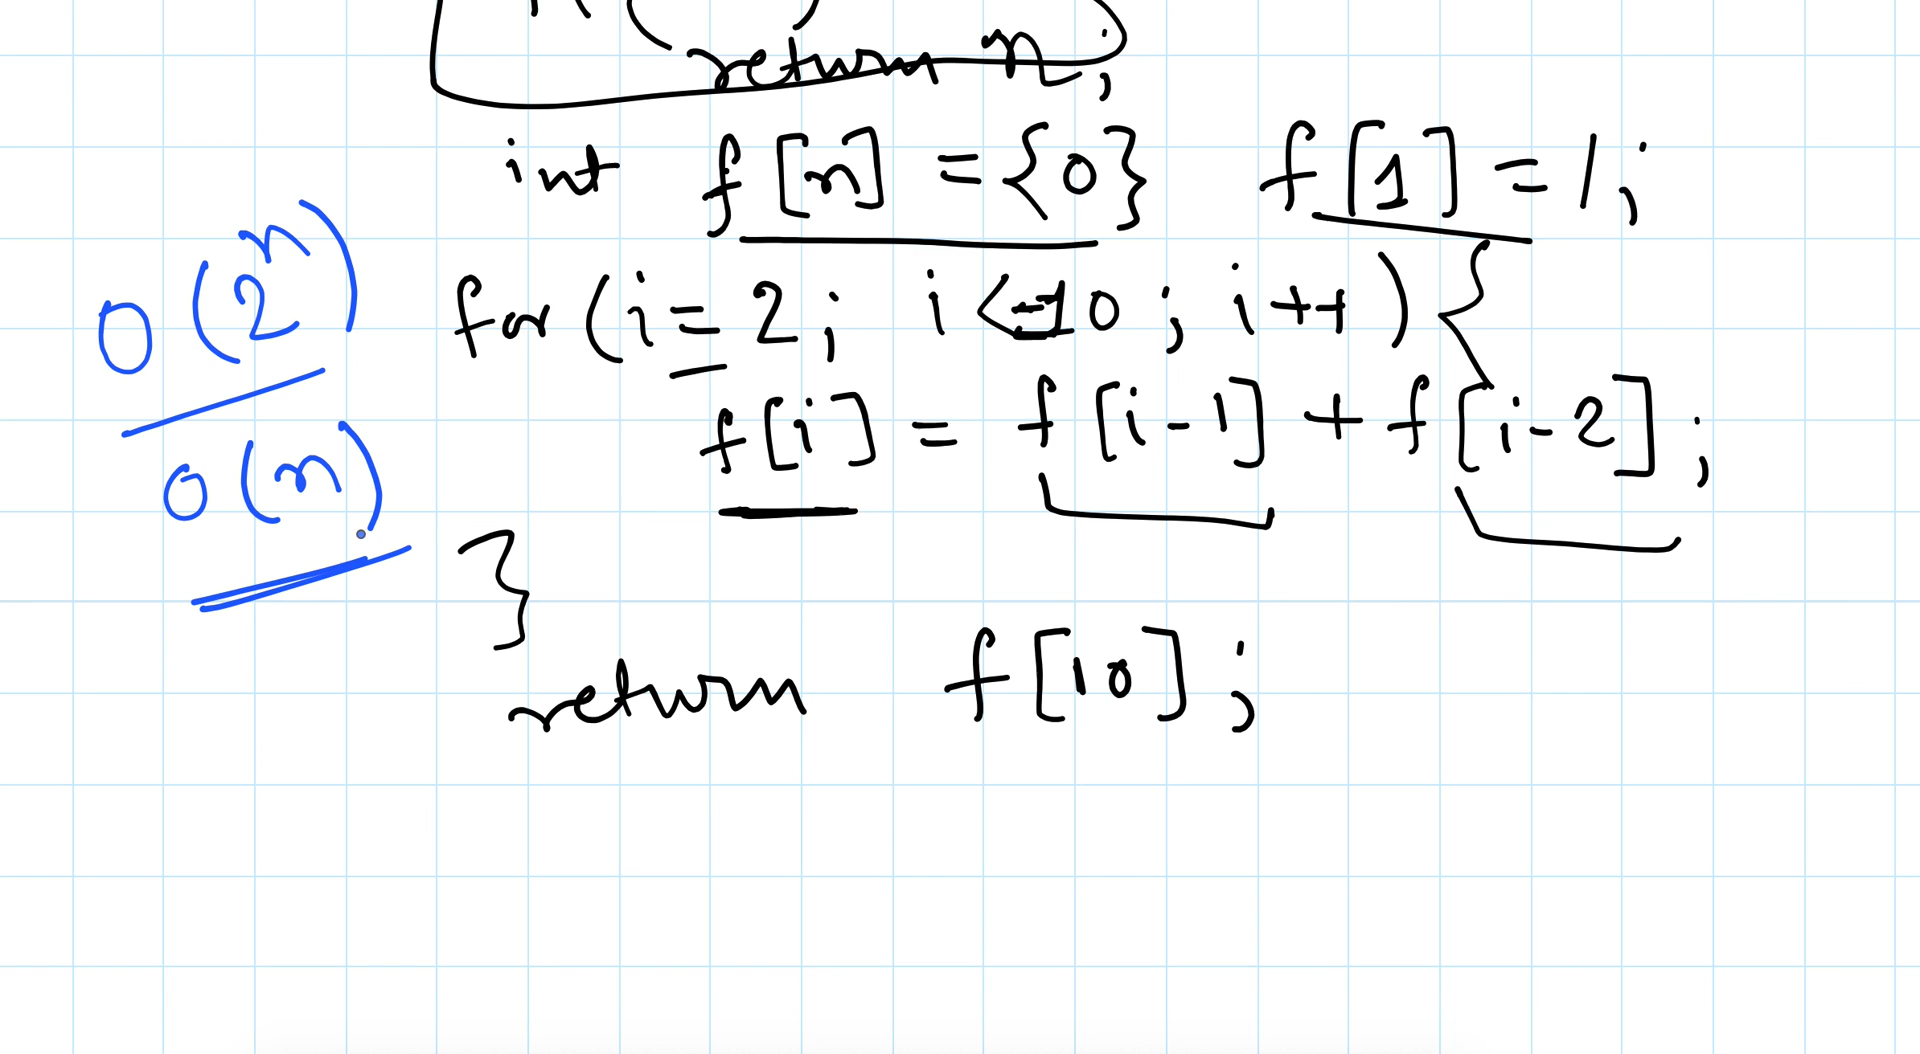 return n;
int f[n] = {0} f[1] = 1;
for (i = 2; i <= 10; i++) {
f[i] = f[i-1] + f[i-2];
}
return f[10];
O(2^n)
O(n)